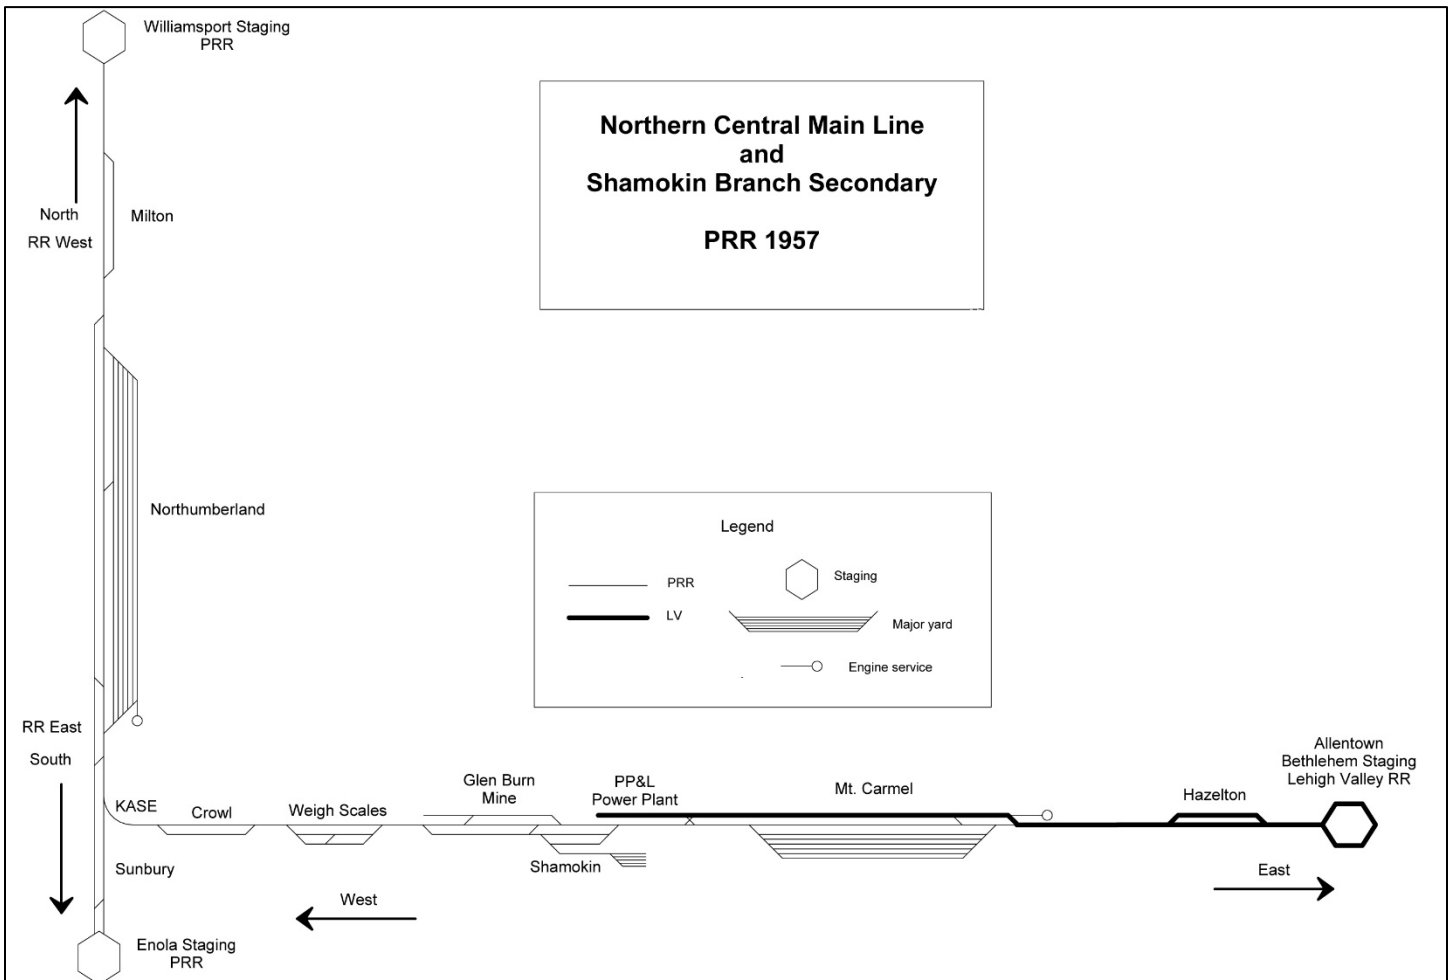 Williamsport Staging
PRR
Northern Central Main Line
and
Shamokin Branch Secondary
PRR 1957
North
RR West
Milton
Northumberland
Legend
PRR
Staging
LV
Major yard
Engine service
RR East
South
KASE
Crowl
Weigh Scales
Glen Burn
Mine
PP&L
Power Plant
Mt. Carmel
Hazelton
Allentown
Bethlehem Staging
Lehigh Valley RR
Sunbury
Shamokin
West
East
Enola Staging
PRR